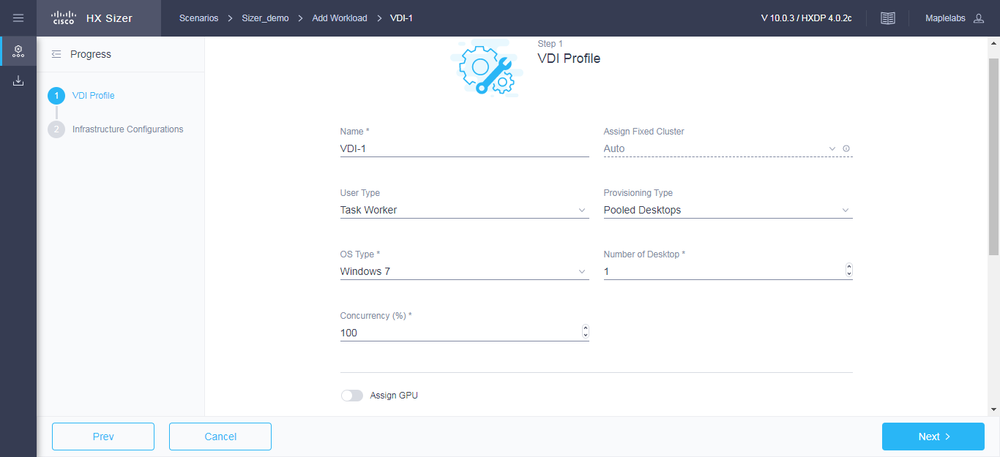 cisco HX Sizer Scenarios > Sizer_demo > Add Workload > VDI-1 V 10.0.3 / HXDP 4.0.2c Maplelabs
Progress
1 VDI Profile
2 Infrastructure Configurations
Step 1
VDI Profile
Name * Assign Fixed Cluster
VDI-1 Auto
User Type Provisioning Type
Task Worker Pooled Desktops
OS Type * Number of Desktop *
Windows 7 1
Concurrency (%) *
100
Assign GPU
Prev Cancel Next >